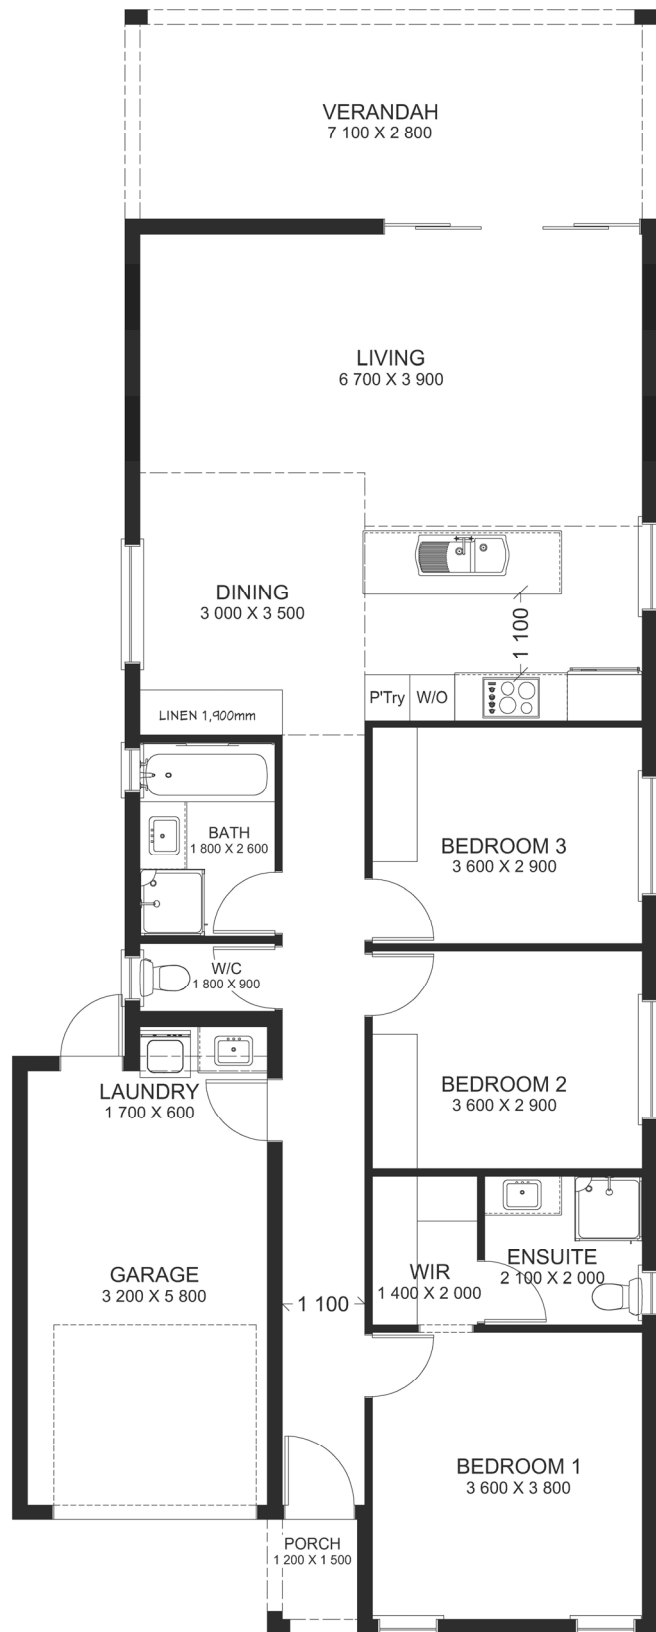 VERANDAH
7 100 X 2 800
LIVING
6 700 X 3 900
DINING
3 000 X 3 500
1 100
P'Try
W/O
LINEN 1,900mm
BATH
1 800 X 2 600
BEDROOM 3
3 600 X 2 900
W/C
1 800 X 900
LAUNDRY
1 700 X 600
BEDROOM 2
3 600 X 2 900
GARAGE
3 200 X 5 800
1 100
WIR
1 400 X 2 000
ENSUITE
2 100 X 2 000
BEDROOM 1
3 600 X 3 800
PORCH
1 200 X 1 500